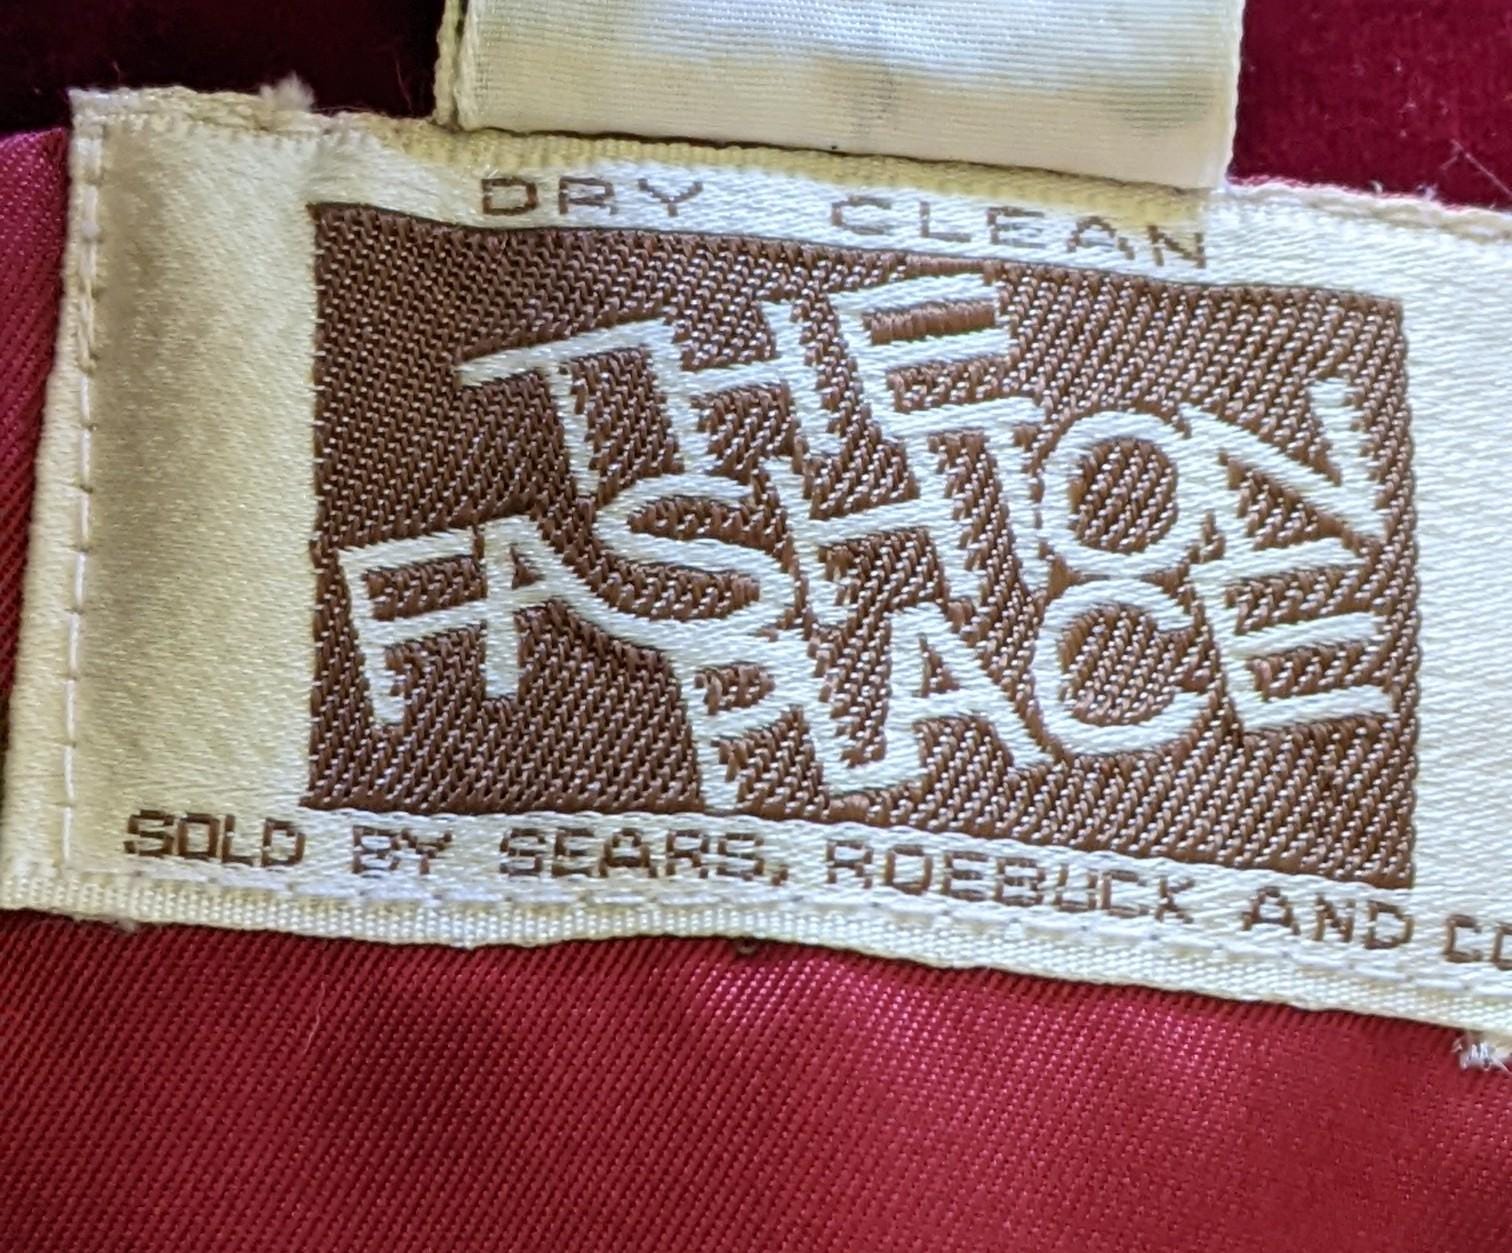 DRY CLEAN
THE
FASHION
PLACE
SOLD BY SEARS, ROEBUCK AND CO